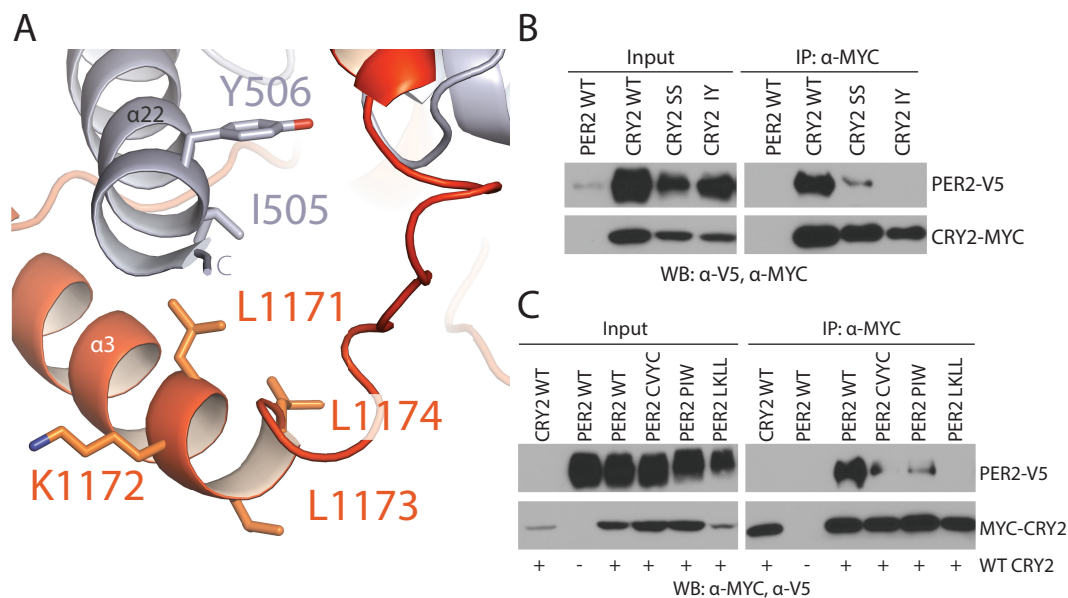 A
Y506
α22
I505
C
L1171
α3
L1174
K1172
L1173
B
Input IP: α-MYC
PER2 WT CRY2 WT CRY2 SS CRY2 IY PER2 WT CRY2 WT CRY2 SS CRY2 IY
PER2-V5
CRY2-MYC
WB: α-V5, α-MYC
C
Input IP: α-MYC
CRY2 WT PER2 WT PER2 WT PER2 CVYC PER2 PIW PER2 LKLL CRY2 WT PER2 WT PER2 WT PER2 CVYC PER2 PIW PER2 LKLL
PER2-V5
MYC-CRY2
+ - + + + + + - + + + + WT CRY2
WB: α-MYC, α-V5